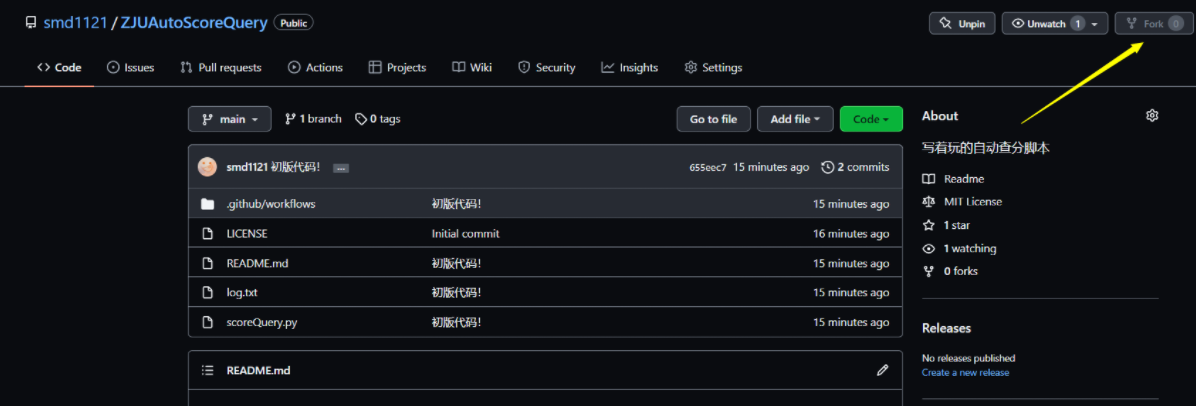 smd1121 / ZJUAutoScoreQuery Public
Unpin Unwatch 1 Fork 0
Code Issues Pull requests Actions Projects Wiki Security Insights Settings
main 1 branch 0 tags Go to file Add file Code
smd1121 初版代码! ... 655eec7 15 minutes ago 2 commits
.github/workflows 初版代码! 15 minutes ago
LICENSE Initial commit 16 minutes ago
README.md 初版代码! 15 minutes ago
log.txt 初版代码! 15 minutes ago
scoreQuery.py 初版代码! 15 minutes ago
README.md
About
写着玩的自动查分脚本
Readme
MIT License
1 star
1 watching
0 forks
Releases
No releases published
Create a new release